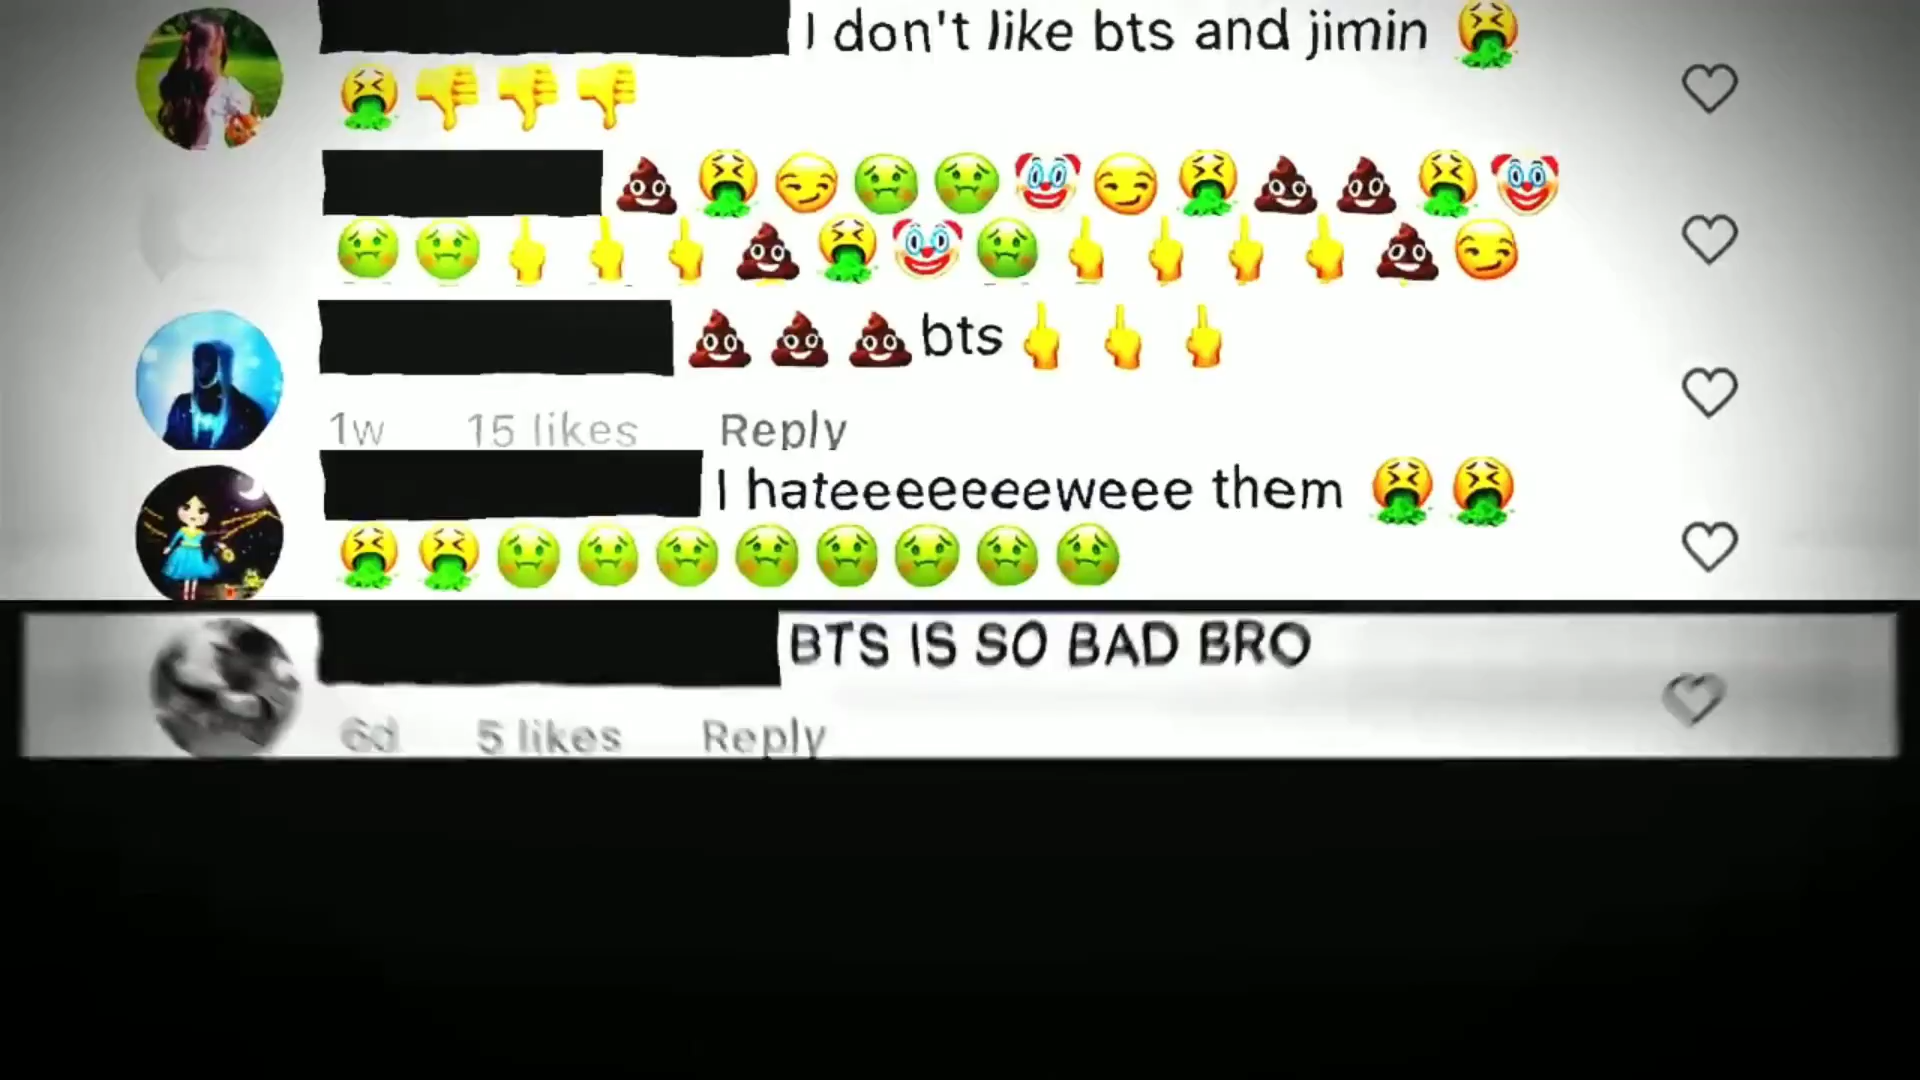 I don't like bts and jimin 🤮
🤮👎👎👎
💩🤮😏🤢🤢🤡😏🤮💩💩🤮🤡
🤢🤢🖕🖕🖕💩🤮🤡🤢🖕🖕🖕🖕💩😏
💩💩💩bts🖕🖕🖕
1w 15 likes Reply
I hateeeeeeeweee them 🤮🤮
🤮🤮🤢🤢🤢🤢🤢🤢🤢🤢
BTS IS SO BAD BRO
6d 5 likes Reply